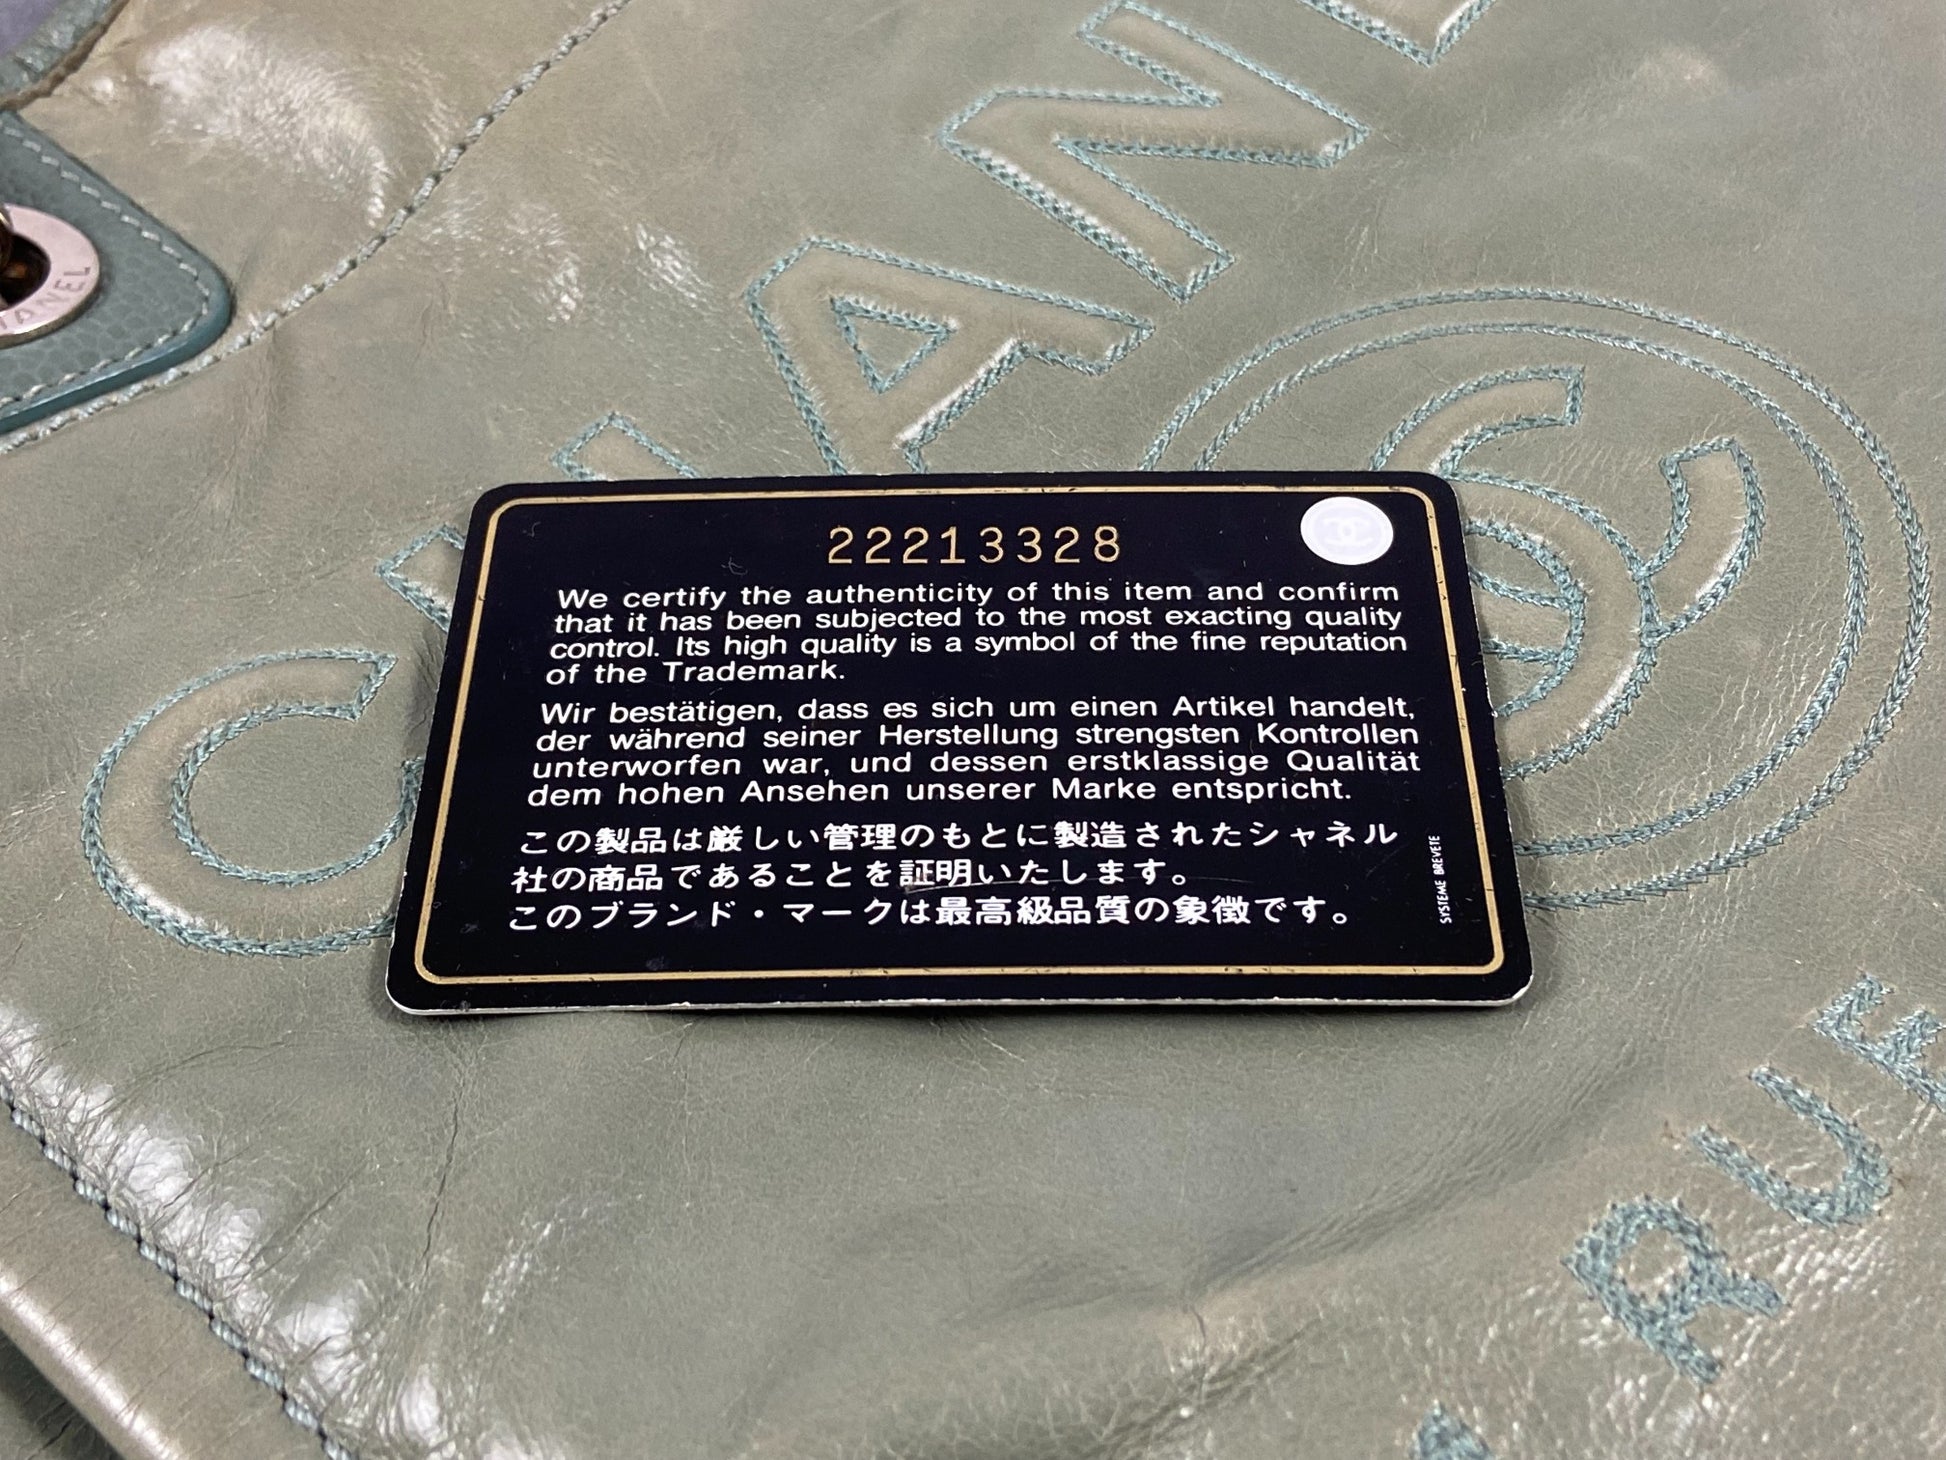 CHANEL
CHANEL
22213328
We certify the authenticity of this item and confirm
that it has been subjected to the most exacting quality
control. Its high quality is a symbol of the fine reputation
of the Trademark.
Wir bestätigen, dass es sich um einen Artikel handelt,
der während seiner Herstellung strengsten Kontrollen
unterworfen war, und dessen erstklassige Qualität
dem hohen Ansehen unserer Marke entspricht.
この製品は厳しい管理のもとに製造されたシャネル
社の商品であることを証明いたします。
このブランド・マークは最高級品質の象徴です。
SYSTEME BREVETE
RUE